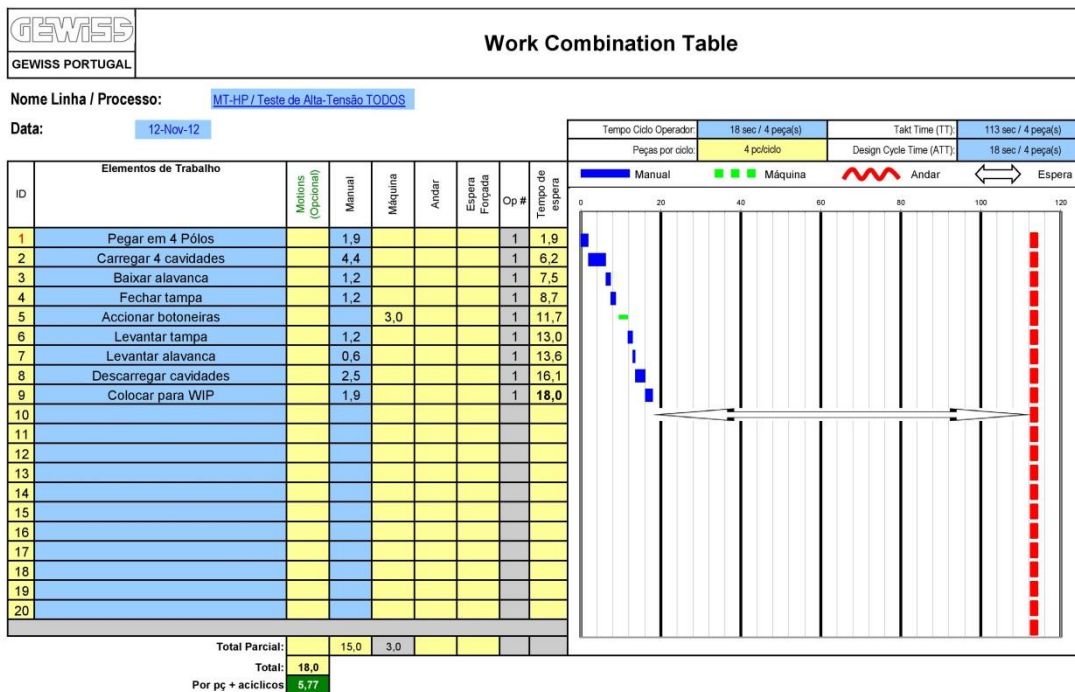 GEWISS
GEWISS PORTUGAL
Work Combination Table
Nome Linha / Processo: MT-HP / Teste de Alta-Tensão TODOS
Data: 12-Nov-12
Tempo Ciclo Operador: 18 sec / 4 peça(s) Takt Time (TT): 113 sec / 4 peça(s)
Peças por ciclo: 4 pc/ciclo Design Cycle Time (ATT): 18 sec / 4 peça(s)
ID Elementos de Trabalho Motions (Opcional) Manual Máquina Andar Espera Forçada Op # Tempo de espera
Manual Máquina Andar Espera
0 20 40 60 80 100 120
1 Pegar em 4 Pólos 1,9 1 1,9
2 Carregar 4 cavidades 4,4 1 6,2
3 Baixar alavanca 1,2 1 7,5
4 Fechar tampa 1,2 1 8,7
5 Accionar botoneiras 3,0 1 11,7
6 Levantar tampa 1,2 1 13,0
7 Levantar alavanca 0,6 1 13,6
8 Descarregar cavidades 2,5 1 16,1
9 Colocar para WIP 1,9 1 18,0
10
11
12
13
14
15
16
17
18
19
20
Total Parcial: 15,0 3,0
Total: 18,0
Por pç + acíclicos 5,77